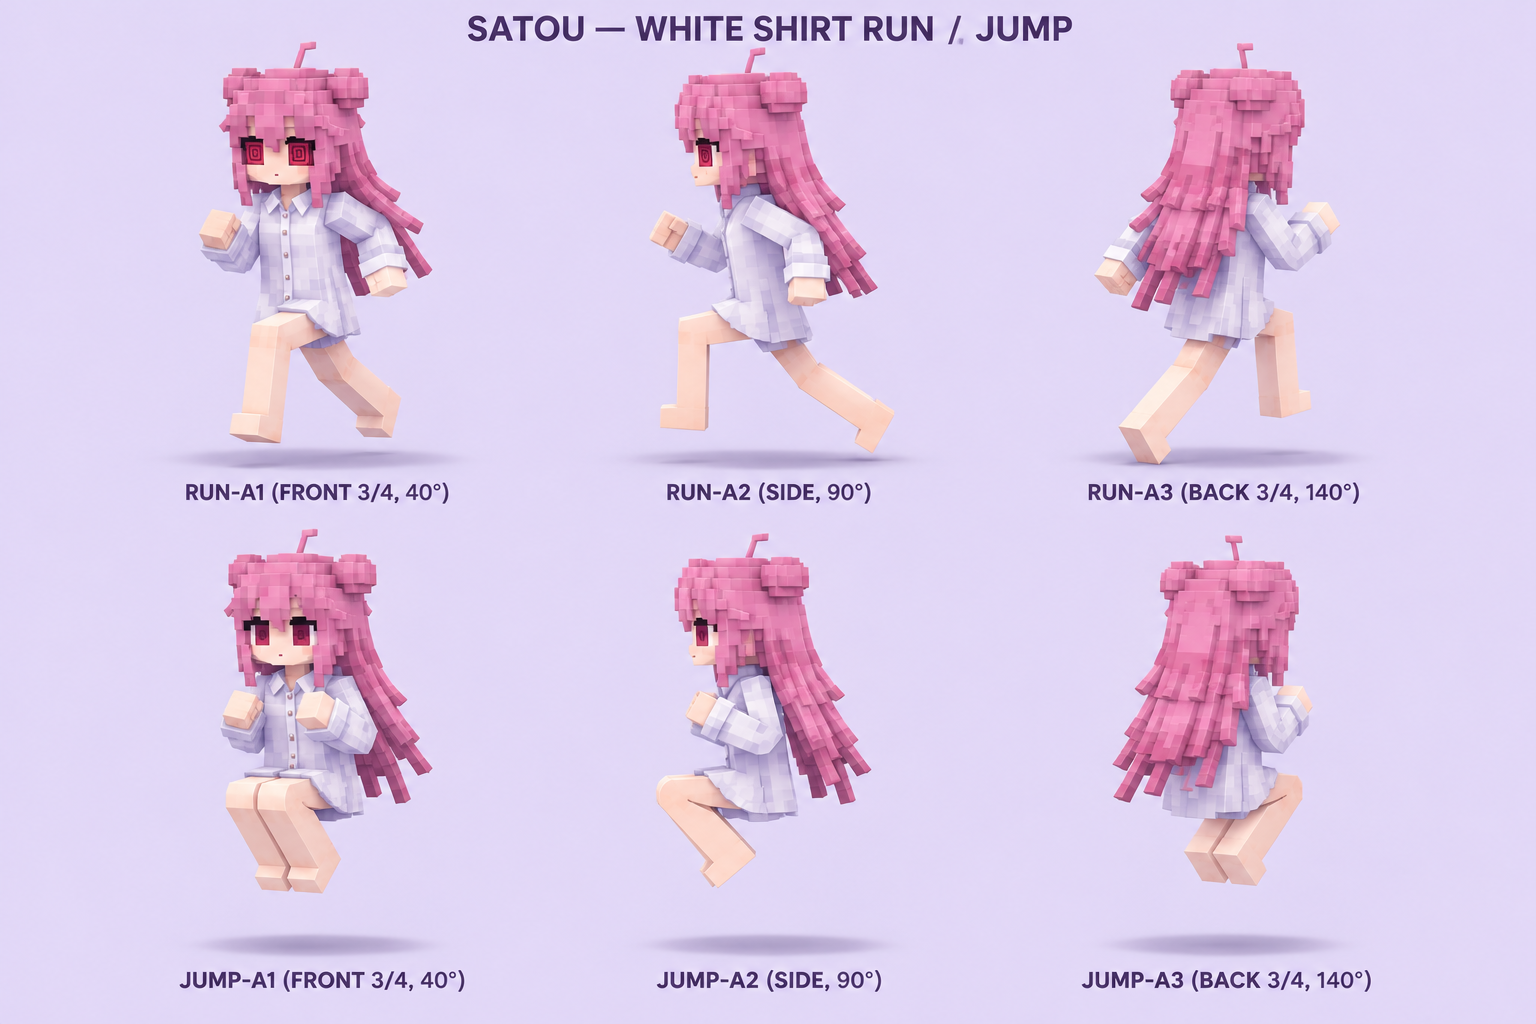 SATOU — WHITE SHIRT RUN / JUMP
RUN-A1 (FRONT 3/4, 40°)
RUN-A2 (SIDE, 90°)
RUN-A3 (BACK 3/4, 140°)
JUMP-A1 (FRONT 3/4, 40°)
JUMP-A2 (SIDE, 90°)
JUMP-A3 (BACK 3/4, 140°)